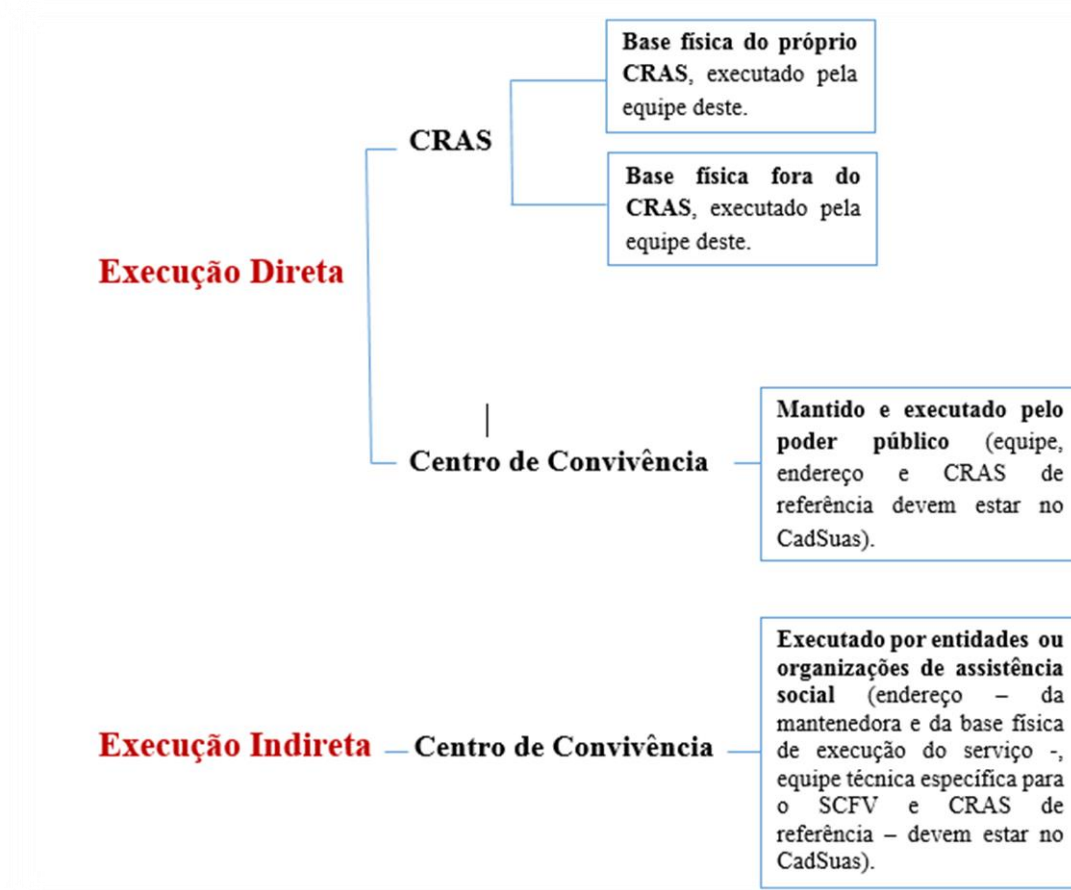 Base física do próprio
CRAS, executado pela
equipe deste.
CRAS
Base física fora do
CRAS, executado pela
equipe deste.
Execução Direta
Mantido e executado pelo
poder público (equipe,
endereço e CRAS de
referência devem estar no
CadSuas).
Centro de Convivência
Executado por entidades ou
organizações de assistência
social (endereço – da
mantenedora e da base física
de execução do serviço -,
equipe técnica específica para
o SCFV e CRAS de
referência – devem estar no
CadSuas).
Execução Indireta
Centro de Convivência